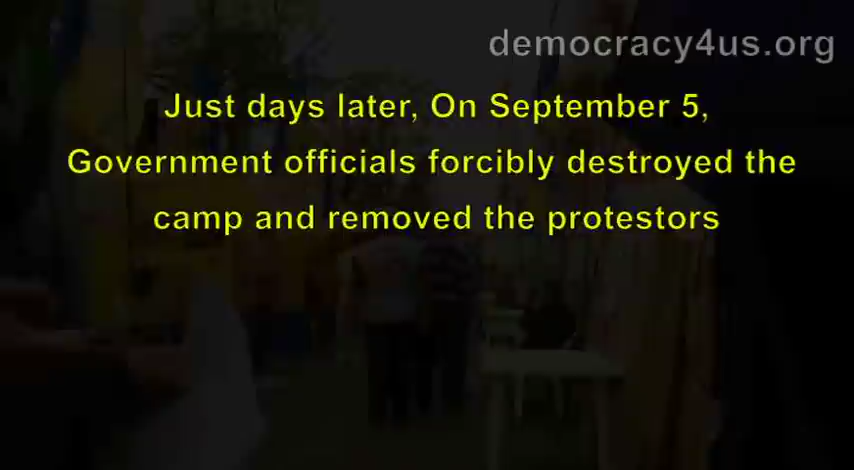 democracy4us.org
Just days later, On September 5,
Government officials forcibly destroyed the
camp and removed the protestors